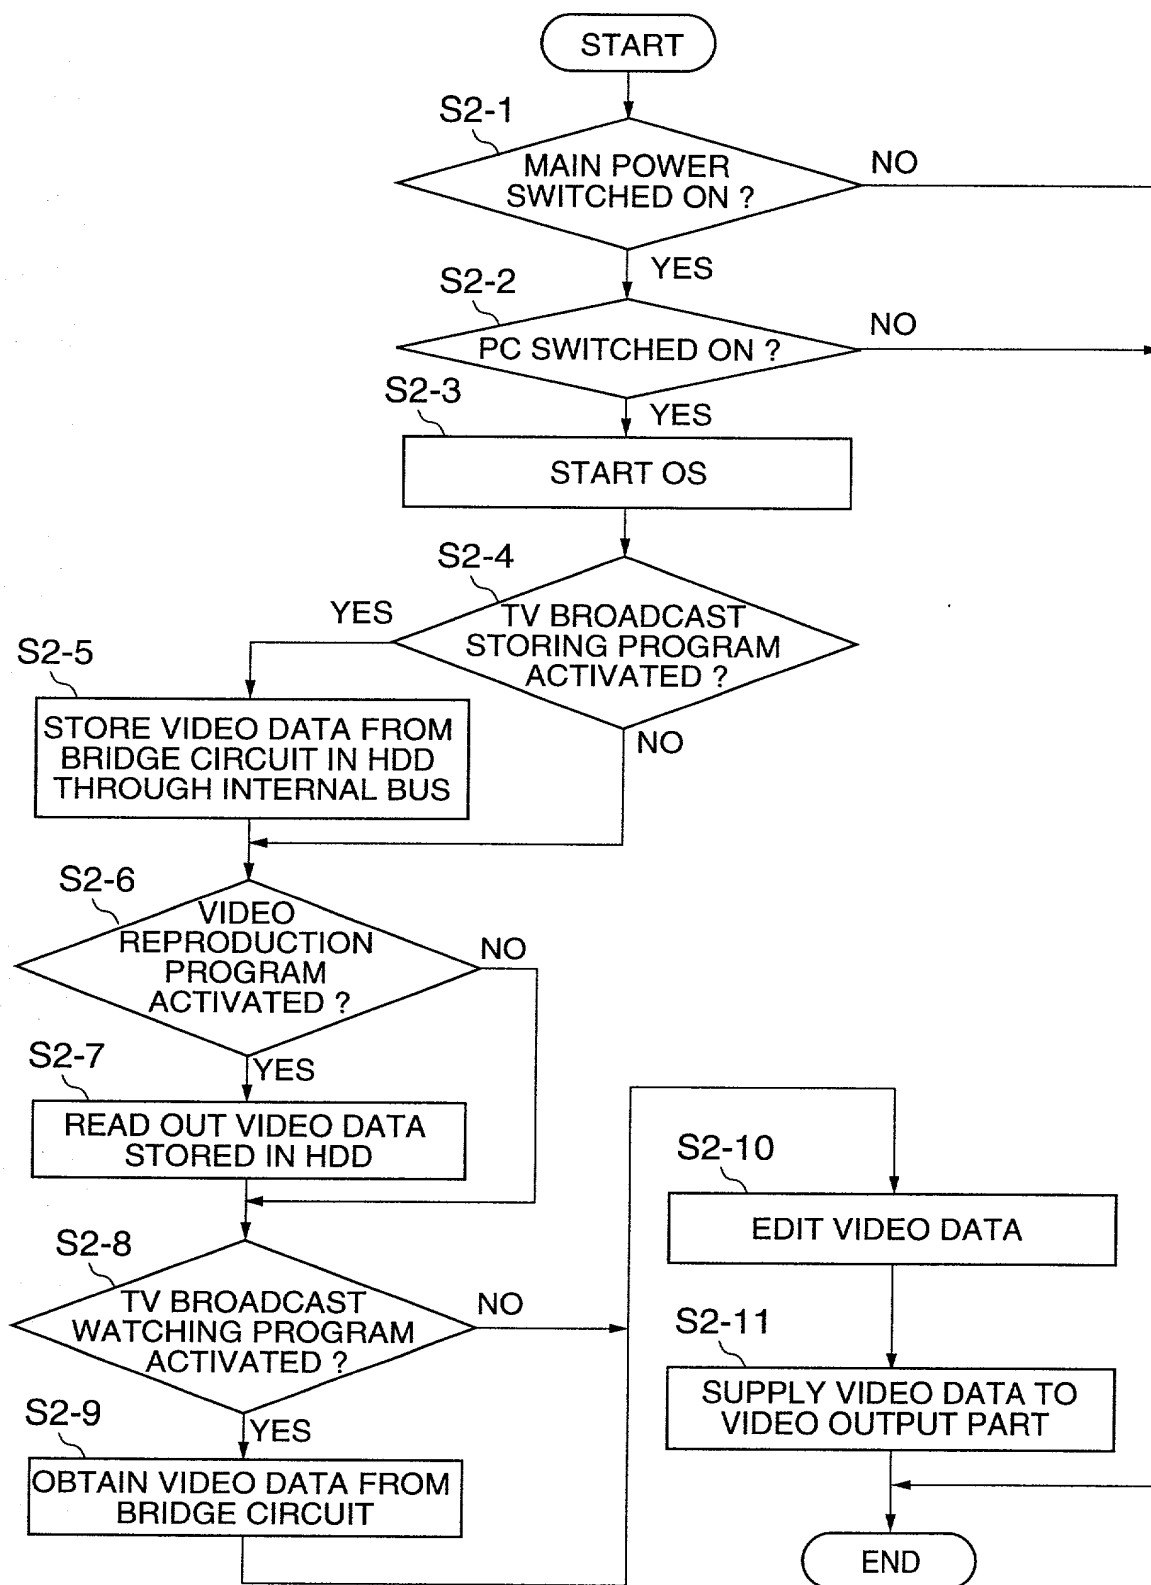 START
S2-1
MAIN POWER
SWITCHED ON ?
NO
YES
S2-2
PC SWITCHED ON ?
NO
S2-3
YES
START OS
S2-4
YES
TV BROADCAST
STORING PROGRAM
ACTIVATED ?
S2-5
STORE VIDEO DATA FROM
BRIDGE CIRCUIT IN HDD
THROUGH INTERNAL BUS
NO
S2-6
VIDEO
REPRODUCTION
PROGRAM
ACTIVATED ?
NO
S2-7
YES
READ OUT VIDEO DATA
STORED IN HDD
S2-8
TV BROADCAST
WATCHING PROGRAM
ACTIVATED ?
NO
S2-9
YES
OBTAIN VIDEO DATA FROM
BRIDGE CIRCUIT
S2-10
EDIT VIDEO DATA
S2-11
SUPPLY VIDEO DATA TO
VIDEO OUTPUT PART
END